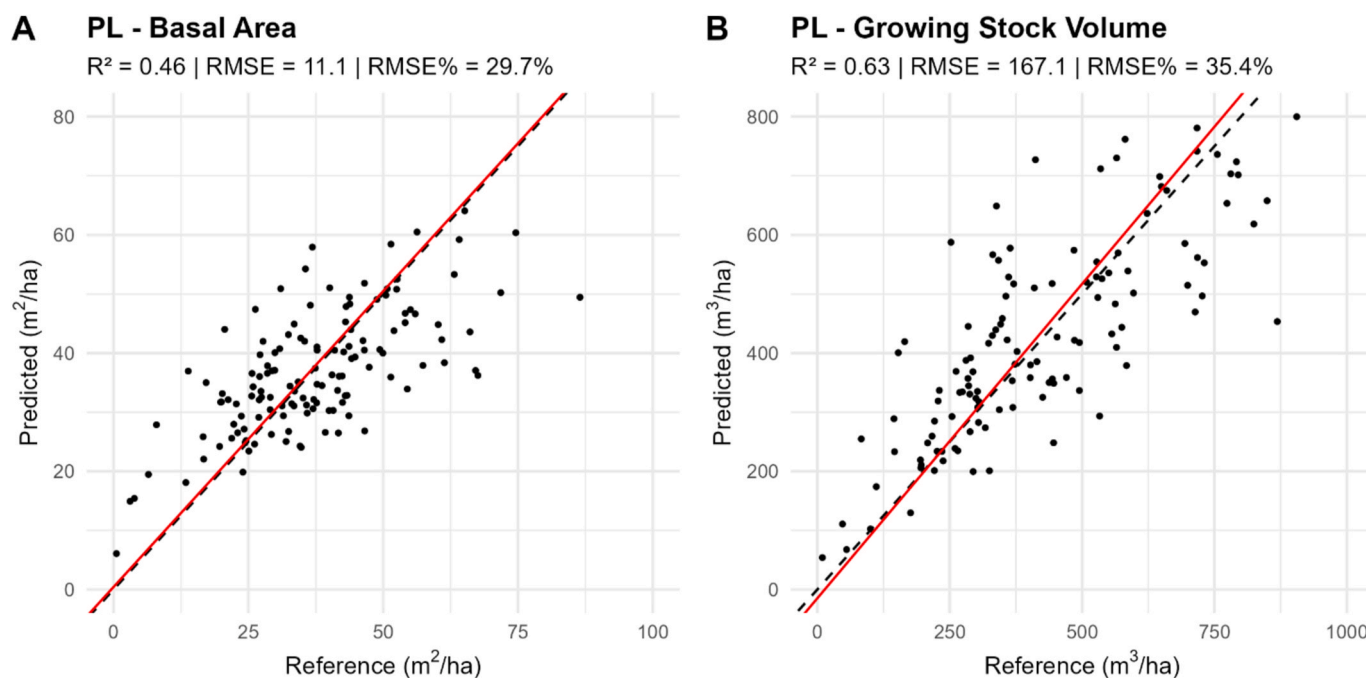 A PL - Basal Area
R² = 0.46 | RMSE = 11.1 | RMSE% = 29.7%
80
60
40
20
0
0 25 50 75 100
Predicted (m²/ha)
Reference (m²/ha)
B PL - Growing Stock Volume
R² = 0.63 | RMSE = 167.1 | RMSE% = 35.4%
800
600
400
200
0
0 250 500 750 1000
Predicted (m³/ha)
Reference (m³/ha)